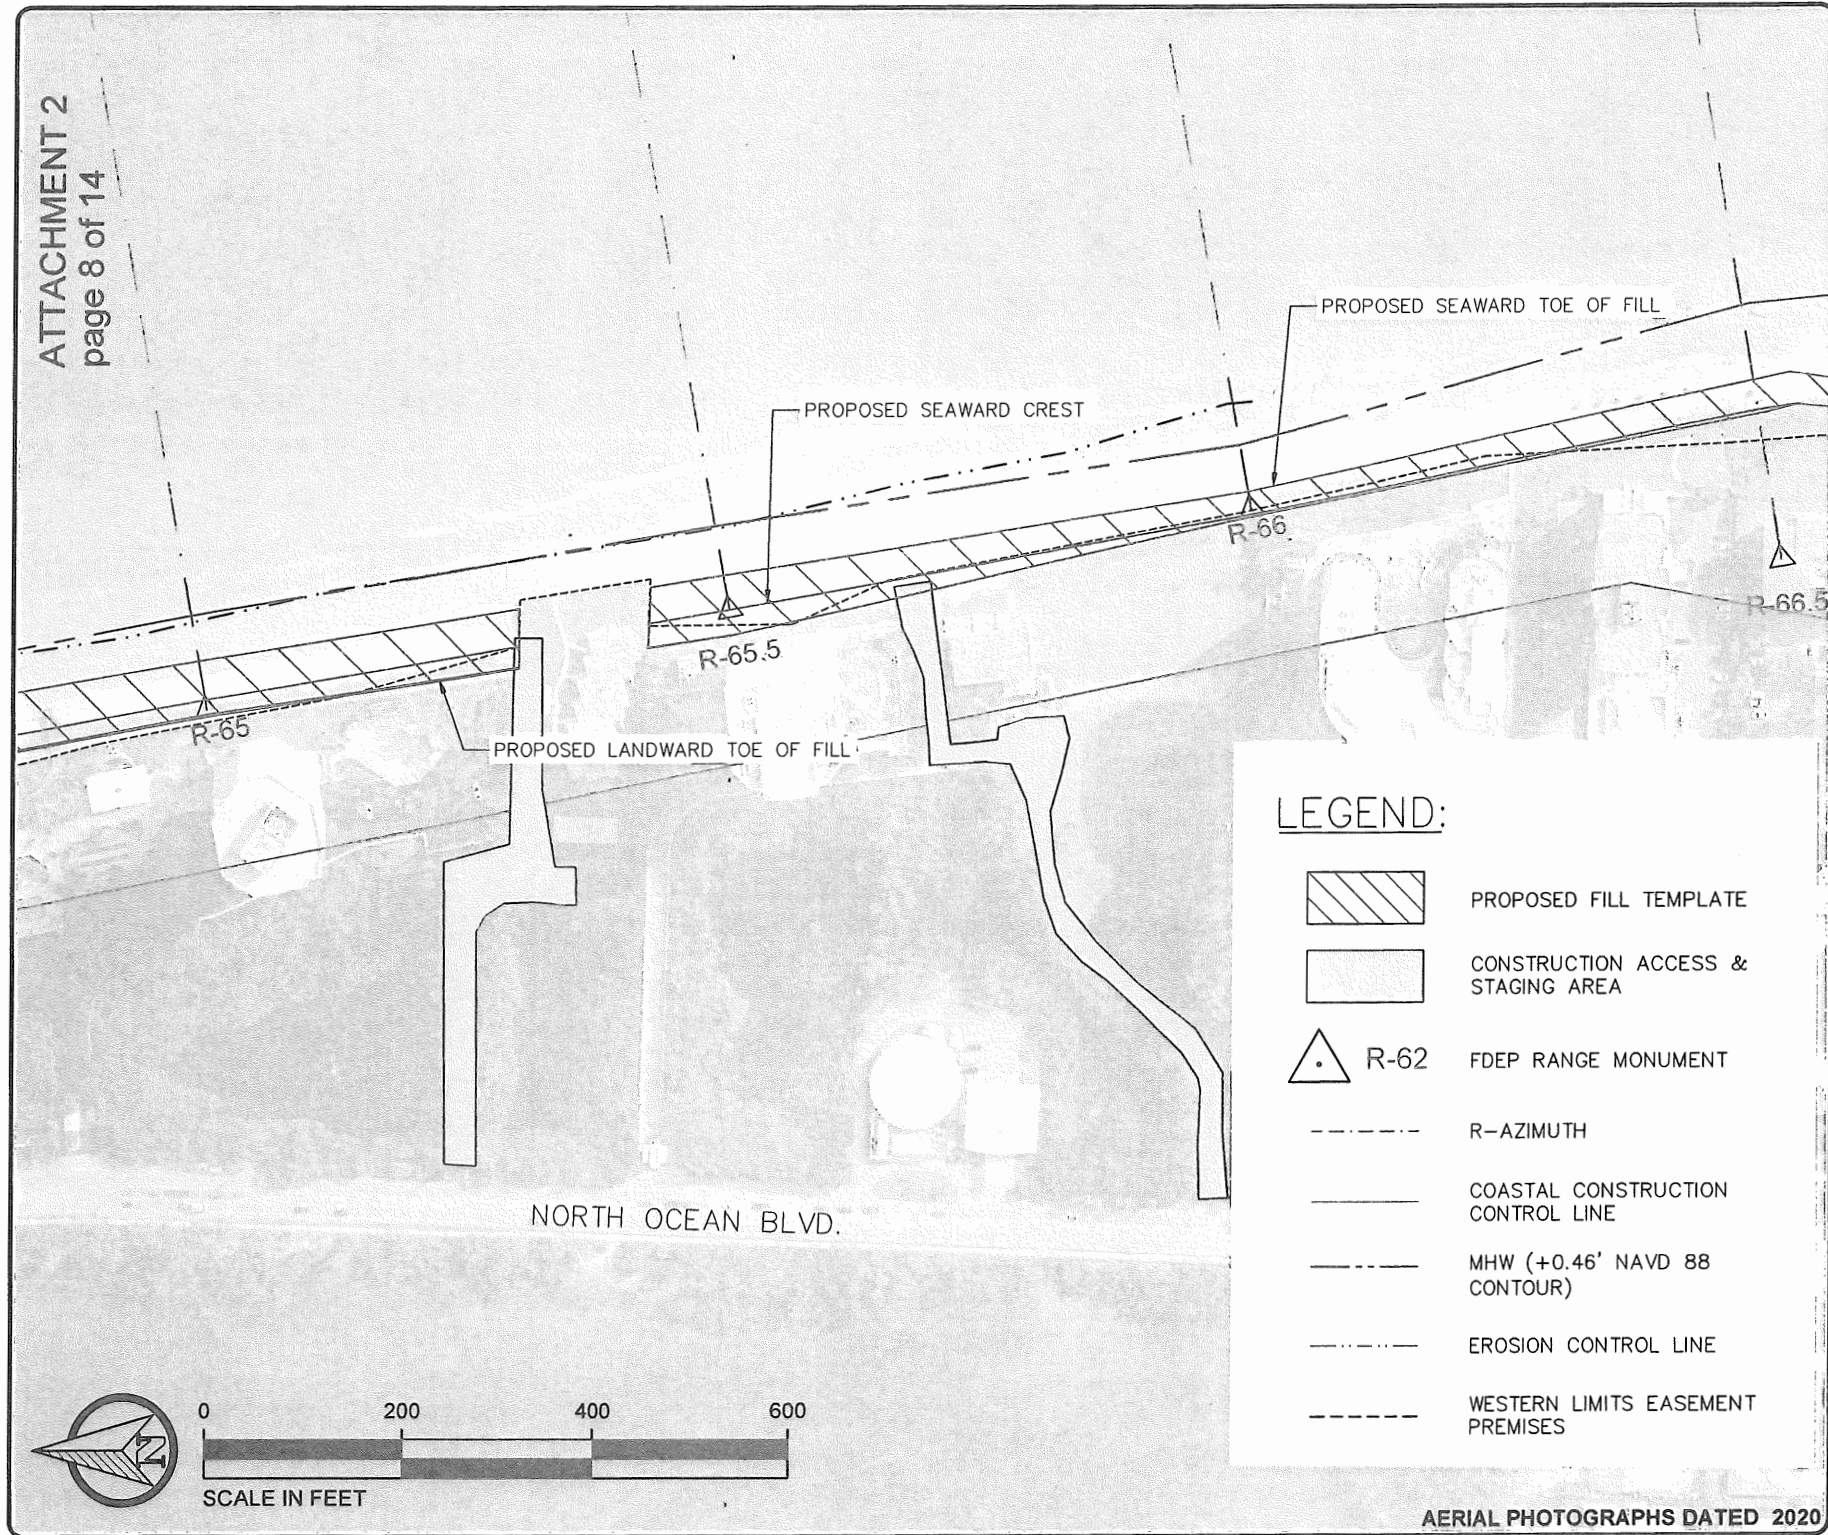 ATTACHMENT 2
page 8 of 14
PROPOSED SEAWARD TOE OF FILL
PROPOSED SEAWARD CREST
R-66
R-66.5
R-65.5
R-65
PROPOSED LANDWARD TOE OF FILL
LEGEND:
PROPOSED FILL TEMPLATE
CONSTRUCTION ACCESS &
STAGING AREA
R-62
FDEP RANGE MONUMENT
R-AZIMUTH
COASTAL CONSTRUCTION
CONTROL LINE
MHW (+0.46' NAVD 88
CONTOUR)
EROSION CONTROL LINE
WESTERN LIMITS EASEMENT
PREMISES
NORTH OCEAN BLVD.
N
0 200 400 600
SCALE IN FEET
AERIAL PHOTOGRAPHS DATED 2020